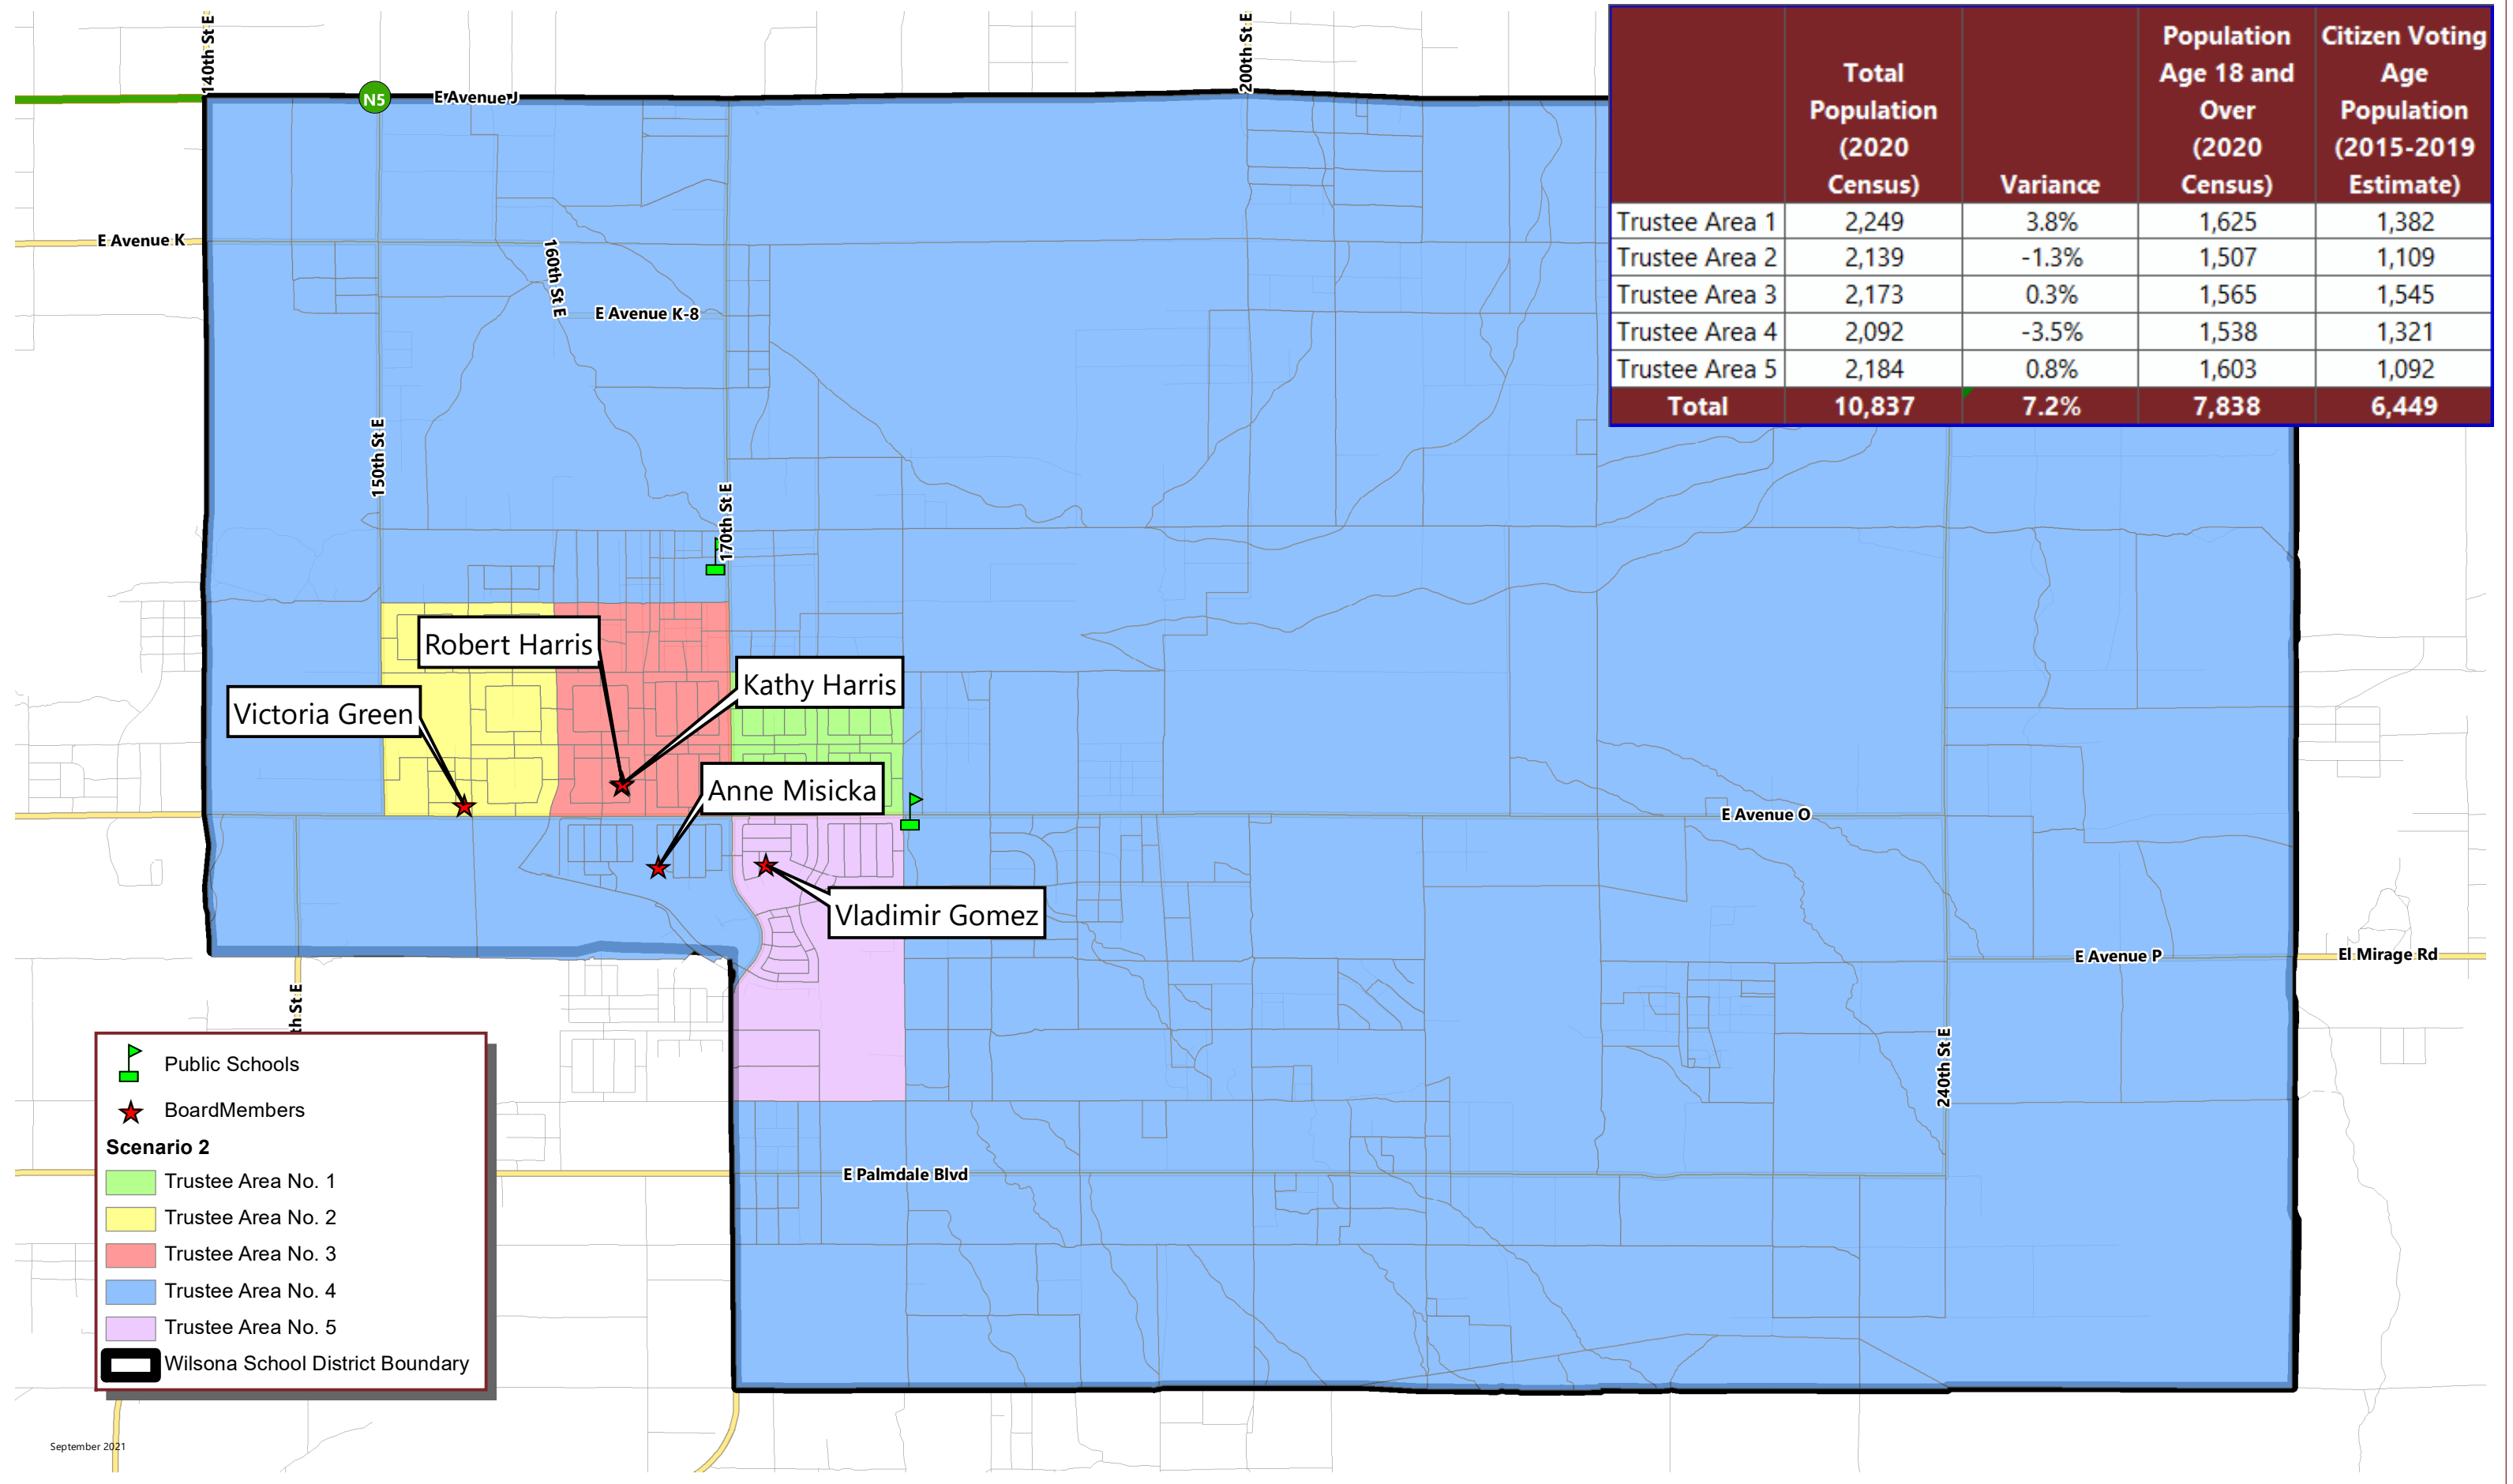 140th St E
200th St E
N5
E Avenue J
Total Population (2020 Census)
Variance
Population Age 18 and Over (2020 Census)
Citizen Voting Age Population (2015-2019 Estimate)
Trustee Area 1 2,249 3.8% 1,625 1,382
Trustee Area 2 2,139 -1.3% 1,507 1,109
Trustee Area 3 2,173 0.3% 1,565 1,545
Trustee Area 4 2,092 -3.5% 1,538 1,321
Trustee Area 5 2,184 0.8% 1,603 1,092
Total 10,837 7.2% 7,838 6,449
E Avenue K
160th St E
E Avenue K-8
150th St E
170th St E
Robert Harris
Kathy Harris
Victoria Green
Anne Misicka
E Avenue O
Vladimir Gomez
E Avenue P
El Mirage Rd
th St E
240th St E
E Palmdale Blvd
Public Schools
BoardMembers
Scenario 2
Trustee Area No. 1
Trustee Area No. 2
Trustee Area No. 3
Trustee Area No. 4
Trustee Area No. 5
Wilsona School District Boundary
September 2021